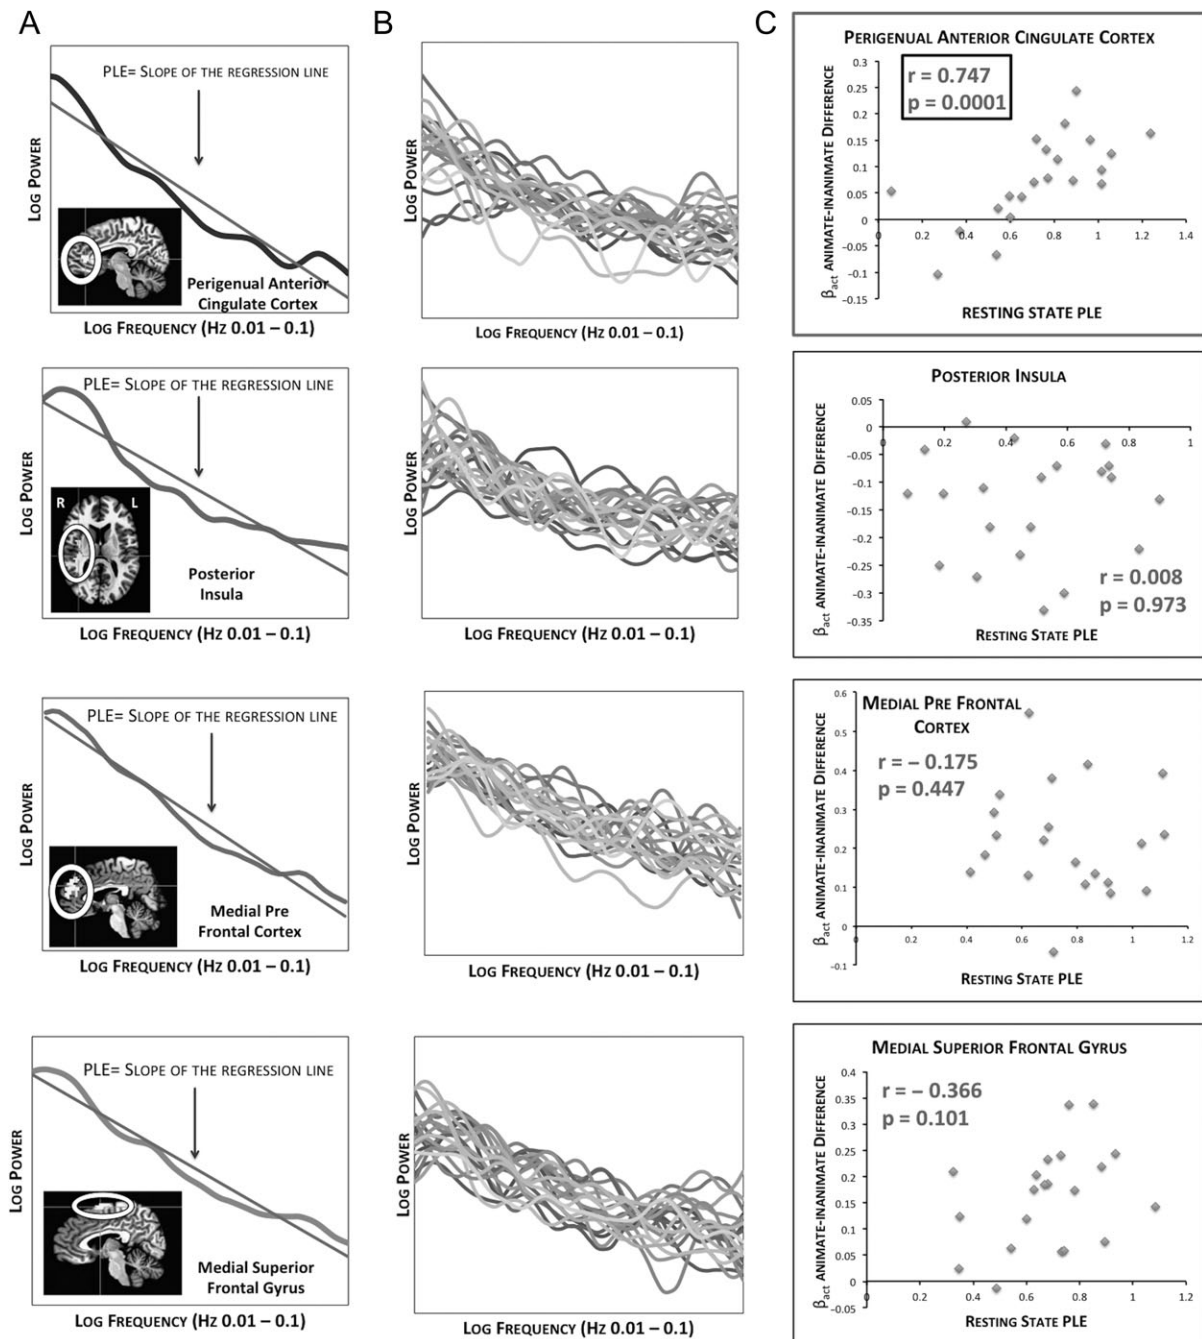 A
B
C
PLE= SLOPE OF THE REGRESSION LINE
LOG POWER
Perigenual Anterior
Cingulate Cortex
LOG FREQUENCY (HZ 0.01 – 0.1)
LOG POWER
LOG FREQUENCY (HZ 0.01 – 0.1)
PERIGENUAL ANTERIOR CINGULATE CORTEX
r = 0.747
p = 0.0001
βact ANIMATE-INANIMATE DIFFERENCE
0.3
0.25
0.2
0.15
0.1
0.05
0
−0.05
−0.1
−0.15
0 0.2 0.4 0.6 0.8 1 1.2 1.4
RESTING STATE PLE
PLE= SLOPE OF THE REGRESSION LINE
LOG POWER
R L
Posterior
Insula
LOG FREQUENCY (HZ 0.01 – 0.1)
LOG POWER
LOG FREQUENCY (HZ 0.01 – 0.1)
POSTERIOR INSULA
βact ANIMATE-INANIMATE DIFFERENCE
0.05
0
−0.05
−0.1
−0.15
−0.2
−0.25
−0.3
−0.35
0 0.2 0.4 0.6 0.8 1
r = 0.008
p = 0.973
RESTING STATE PLE
PLE= SLOPE OF THE REGRESSION LINE
LOG POWER
Medial Pre
Frontal Cortex
LOG FREQUENCY (HZ 0.01 – 0.1)
LOG POWER
LOG FREQUENCY (HZ 0.01 – 0.1)
MEDIAL PRE FRONTAL
CORTEX
r = – 0.175
p = 0.447
βact ANIMATE-INANIMATE DIFFERENCE
0.6
0.5
0.4
0.3
0.2
0.1
0
−0.1
0 0.2 0.4 0.6 0.8 1 1.2
RESTING STATE PLE
PLE= SLOPE OF THE REGRESSION LINE
LOG POWER
Medial Superior
Frontal Gyrus
LOG FREQUENCY (HZ 0.01 – 0.1)
LOG POWER
LOG FREQUENCY (HZ 0.01 – 0.1)
MEDIAL SUPERIOR FRONTAL GYRUS
r = – 0.366
p = 0.101
βact ANIMATE-INANIMATE DIFFERENCE
0.4
0.35
0.3
0.25
0.2
0.15
0.1
0.05
0
−0.05
0 0.2 0.4 0.6 0.8 1 1.2
RESTING STATE PLE